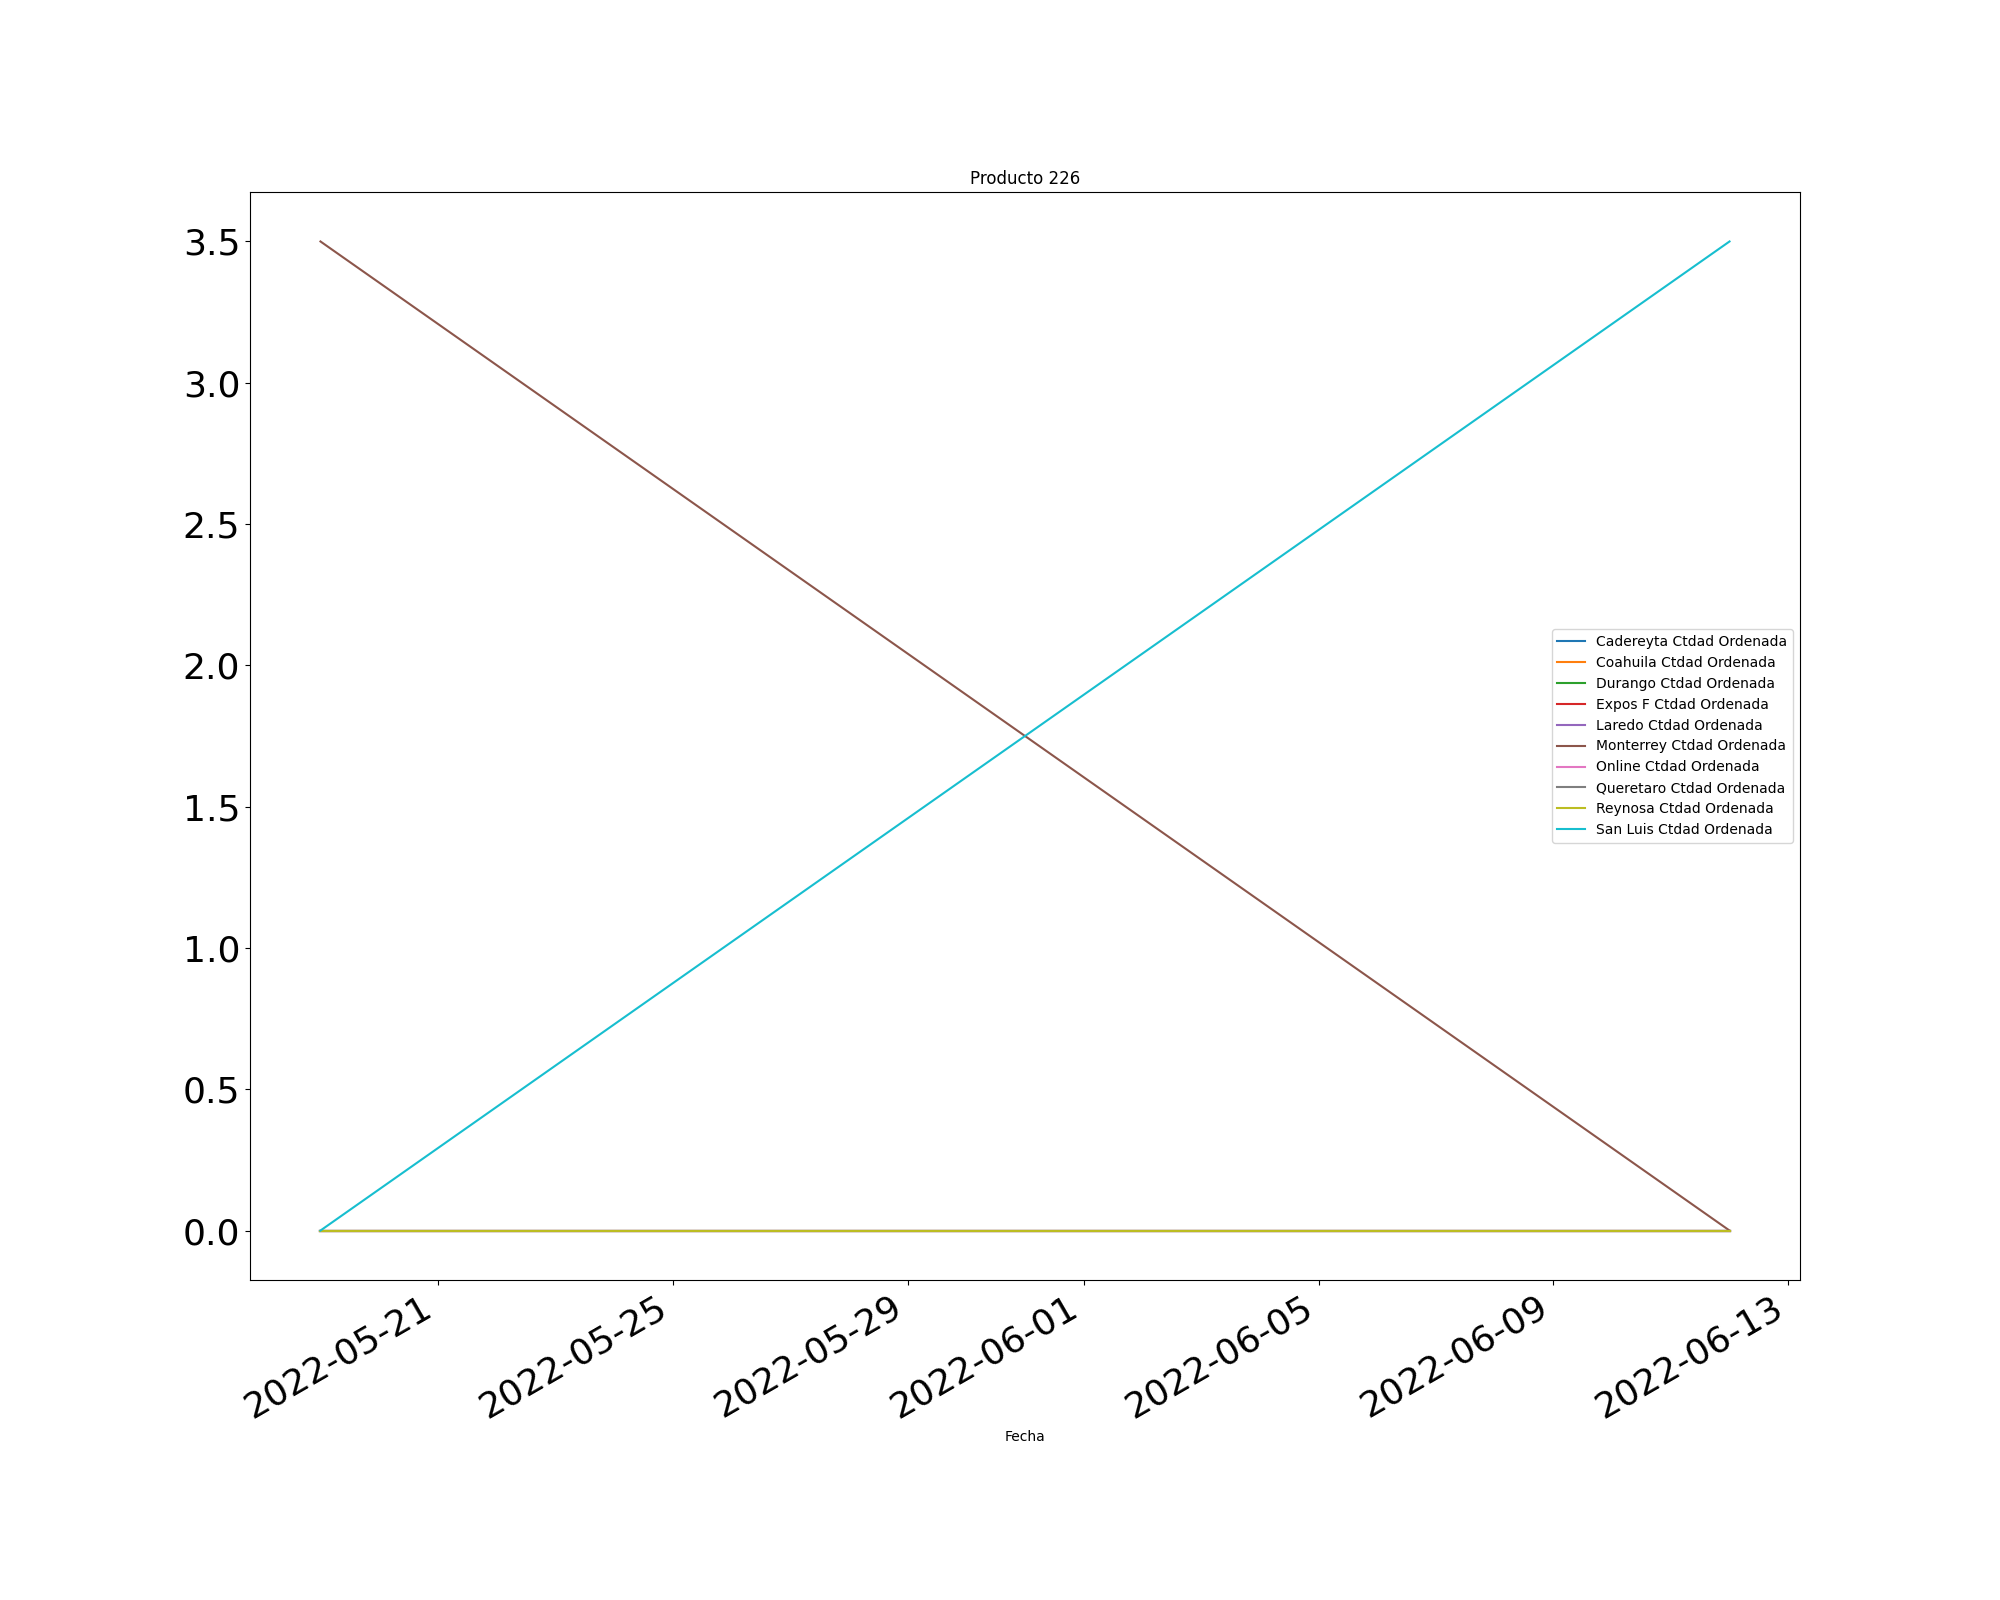 Producto 226
3.5
3.0
2.5
2.0
1.5
1.0
0.5
0.0
Cadereyta Ctdad Ordenada
Coahuila Ctdad Ordenada
Durango Ctdad Ordenada
Expos F Ctdad Ordenada
Laredo Ctdad Ordenada
Monterrey Ctdad Ordenada
Online Ctdad Ordenada
Queretaro Ctdad Ordenada
Reynosa Ctdad Ordenada
San Luis Ctdad Ordenada
2022-05-21
2022-05-25
2022-05-29
2022-06-01
2022-06-05
2022-06-09
2022-06-13
Fecha